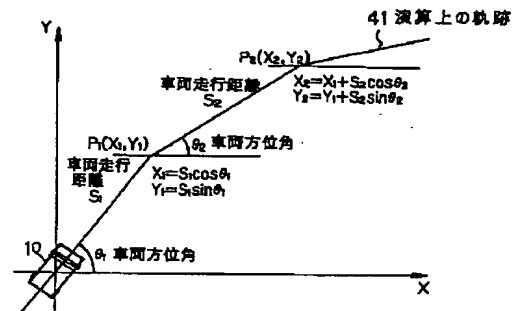 Y
41 演算上の軌跡
P₂(X₂,Y₂)
車両走行距離
S₂
X₂=X₁+S₂cosθ₂
Y₂=Y₁+S₂sinθ₂
P₁(X₁,Y₁)
θ₂ 車両方位角
車両走行
距離
S₁
X₁=S₁cosθ₁
Y₁=S₁sinθ₁
10
θ₁ 車両方位角
X